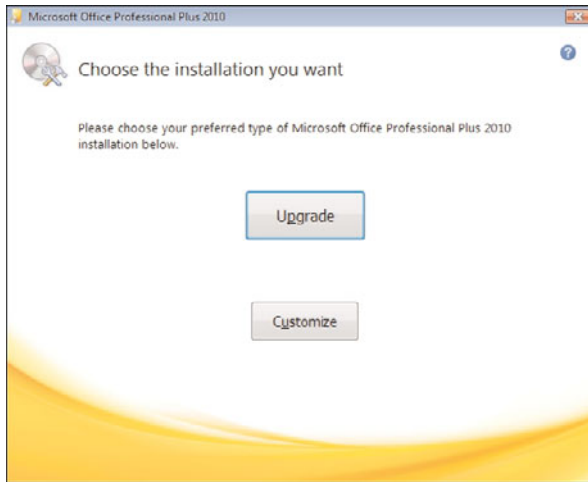 Microsoft Office Professional Plus 2010
Choose the installation you want
Please choose your preferred type of Microsoft Office Professional Plus 2010
installation below.
Upgrade
Customize